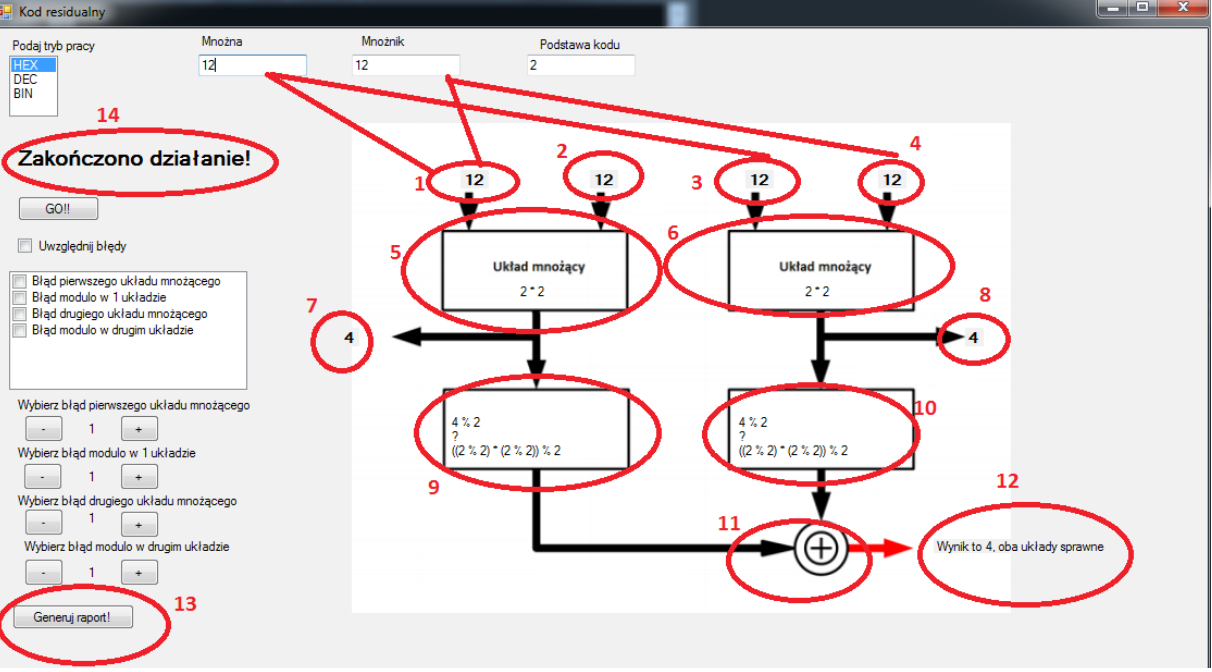 Kod residualny
Podaj tryb pracy
HEX
DEC
BIN
Mnożna
12
Mnożnik
12
Podstawa kodu
2
14
Zakończono działanie!
GO!!
Uwzględnij błędy
Błąd pierwszego układu mnożącego
Błąd modulo w 1 układzie
Błąd drugiego układu mnożącego
Błąd modulo w drugim układzie
Wybierz błąd pierwszego układu mnożącego
- 1 +
Wybierz błąd modulo w 1 układzie
- 1 +
Wybierz błąd drugiego układu mnożącego
- 1 +
Wybierz błąd modulo w drugim układzie
- 1 +
Generuj raport!
13
1
12
2
12
3
12
4
12
5
Układ mnożący
2 * 2
6
Układ mnożący
2 * 2
7
4
8
4
4 % 2
?
((2 % 2) * (2 % 2)) % 2
9
4 % 2
?
((2 % 2) * (2 % 2)) % 2
10
11
12
Wynik to 4, oba układy sprawne